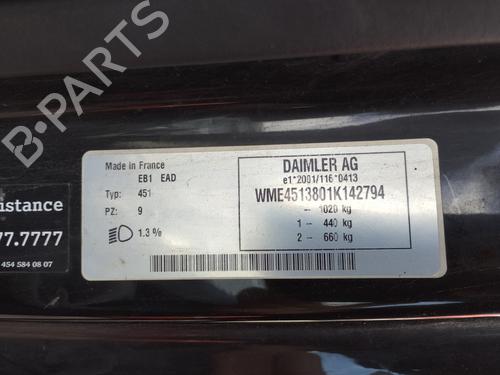 Made in France
EB1 EAD
Typ: 451
PZ: 9
1.3 %
DAIMLER AG
e1*2001/116*0413
WME4513801K142794
– 1020 kg
1 – 440 kg
2 – 660 kg
istance
77.7777
454 584 08 07
B-PARTS